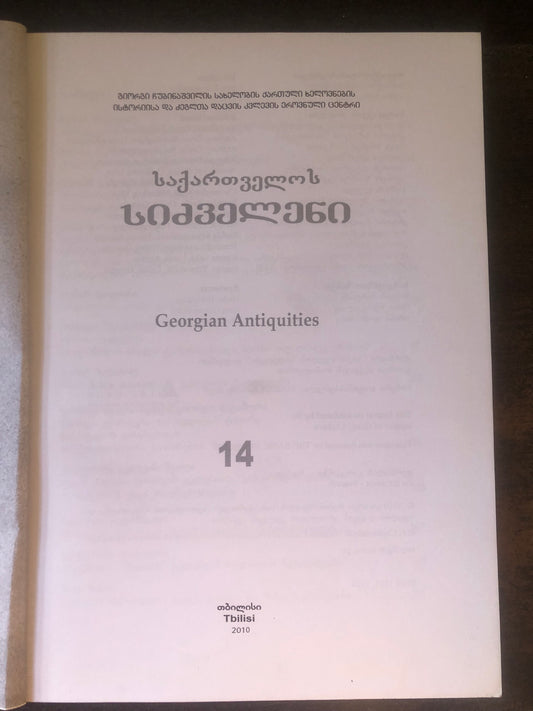 გიორგი ჩუბინაშვილის სახელობის ქართული ხელოვნების
ისტორიისა და ძეგლთა დაცვის კვლევის ეროვნული ცენტრი
საქართველოს
სიძველენი
Georgian Antiquities
14
თბილისი
Tbilisi
2010